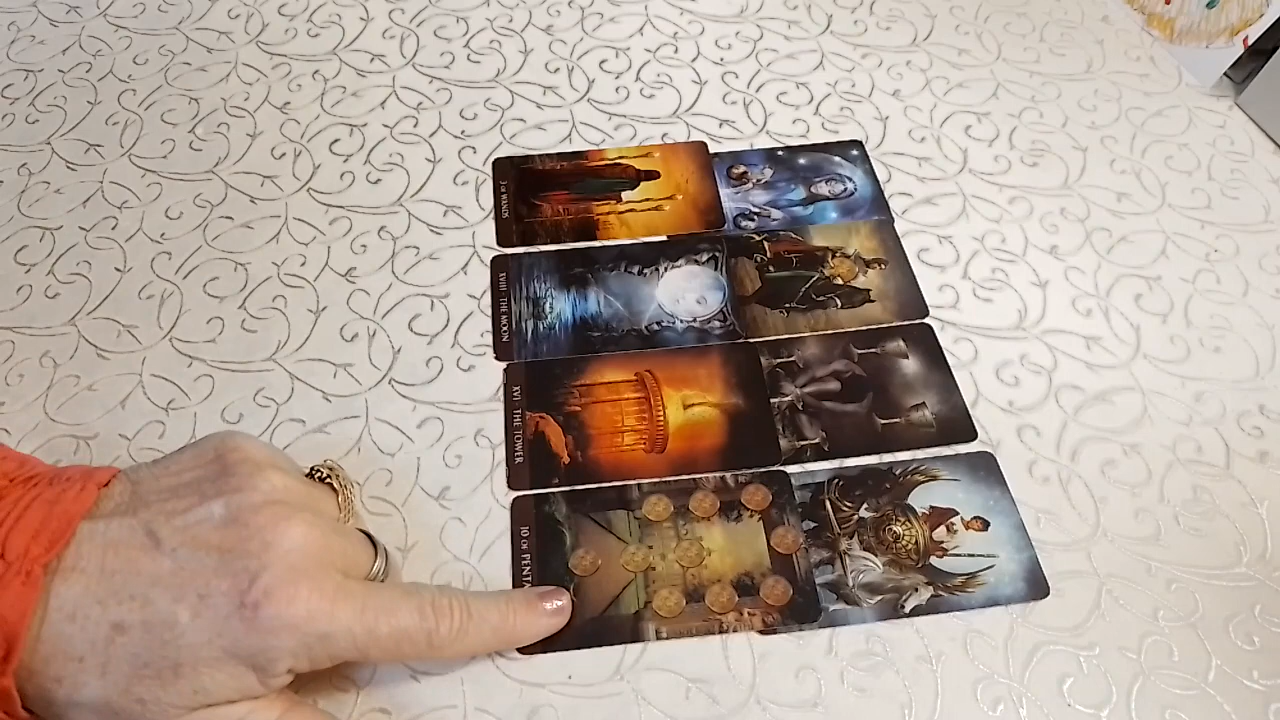 3 OF WANDS
XVIII - THE MOON
XVI - THE TOWER
10 OF PENTA